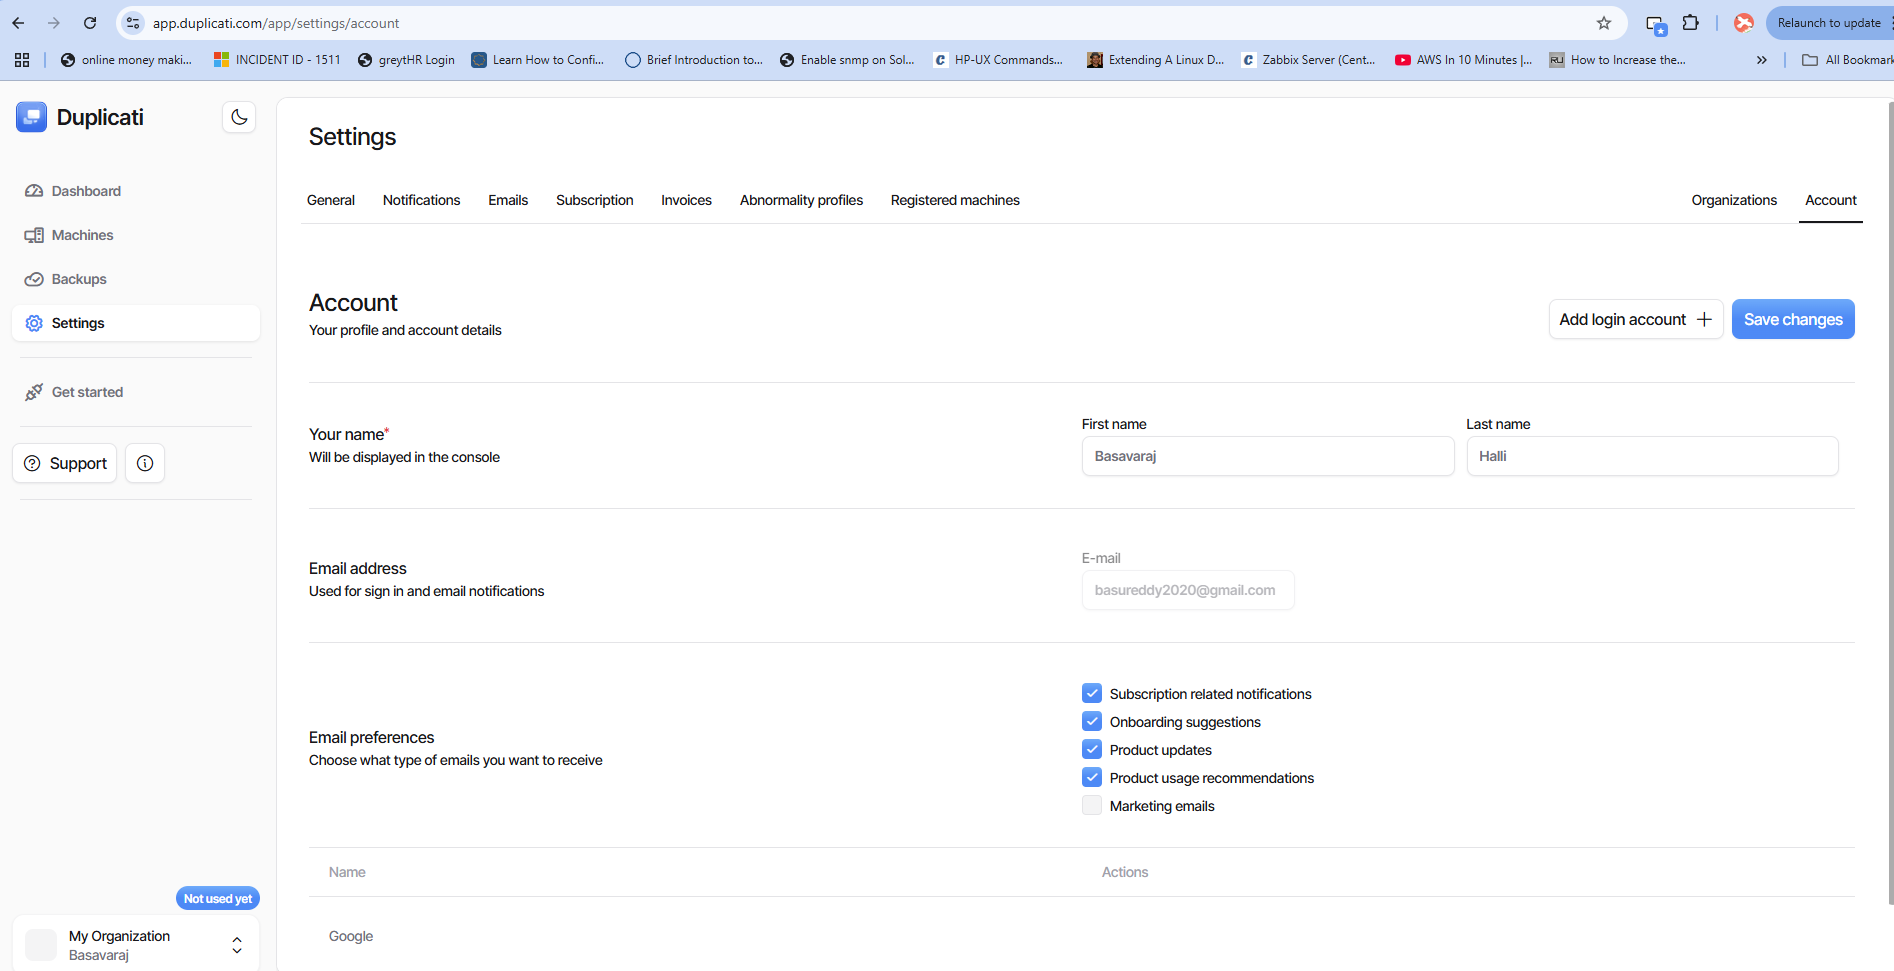 app.duplicati.com/app/settings/account
Relaunch to update
online money maki...
INCIDENT ID - 1511
greytHR Login
Learn How to Confi...
Brief Introduction to...
Enable snmp on Sol...
HP-UX Commands...
Extending A Linux D...
Zabbix Server (Cent...
AWS In 10 Minutes |...
RU
How to Increase the...
All Bookmark
Duplicati
Dashboard
Machines
Backups
Settings
Get started
Support
Not used yet
My Organization
Basavaraj
Settings
General Notifications Emails Subscription Invoices Abnormality profiles Registered machines Organizations Account
Account
Your profile and account details
Add login account
Save changes
Your name*
Will be displayed in the console
First name
Basavaraj
Last name
Halli
Email address
Used for sign in and email notifications
E-mail
basureddy2020@gmail.com
Email preferences
Choose what type of emails you want to receive
Subscription related notifications
Onboarding suggestions
Product updates
Product usage recommendations
Marketing emails
Name Actions
Google